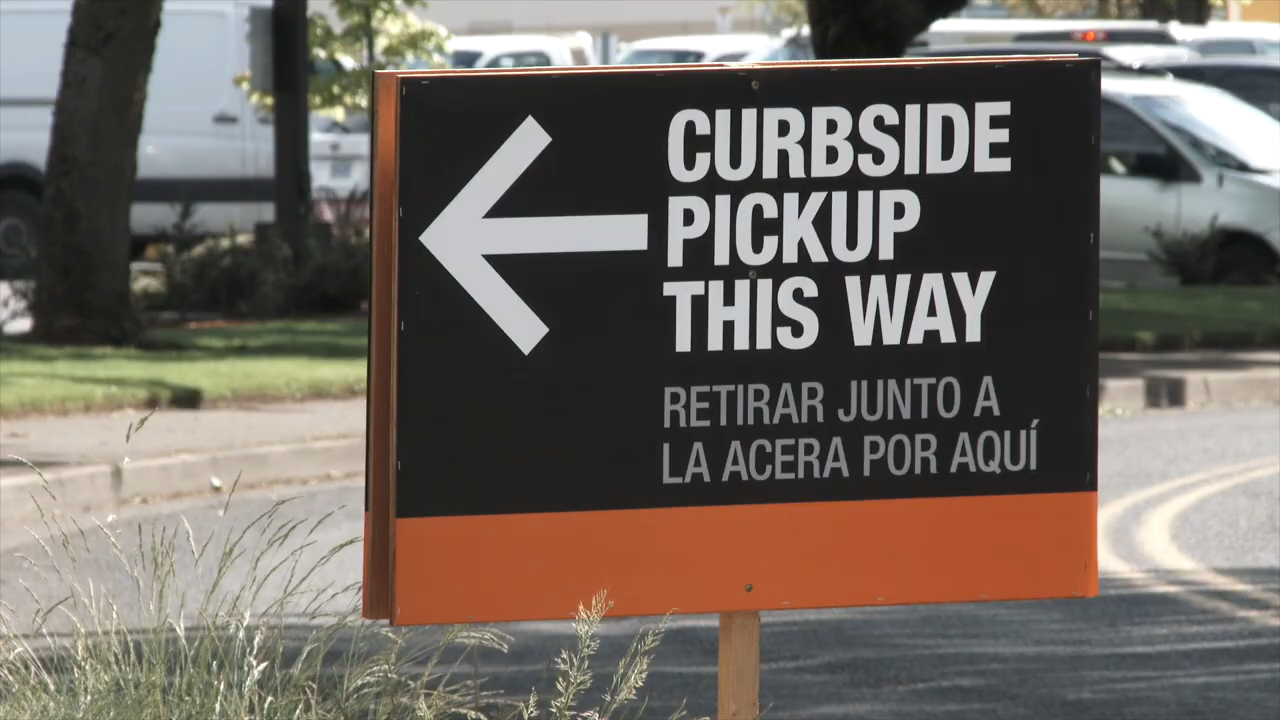 CURBSIDE
PICKUP
THIS WAY
RETIRAR JUNTO A
LA ACERA POR AQUÍ